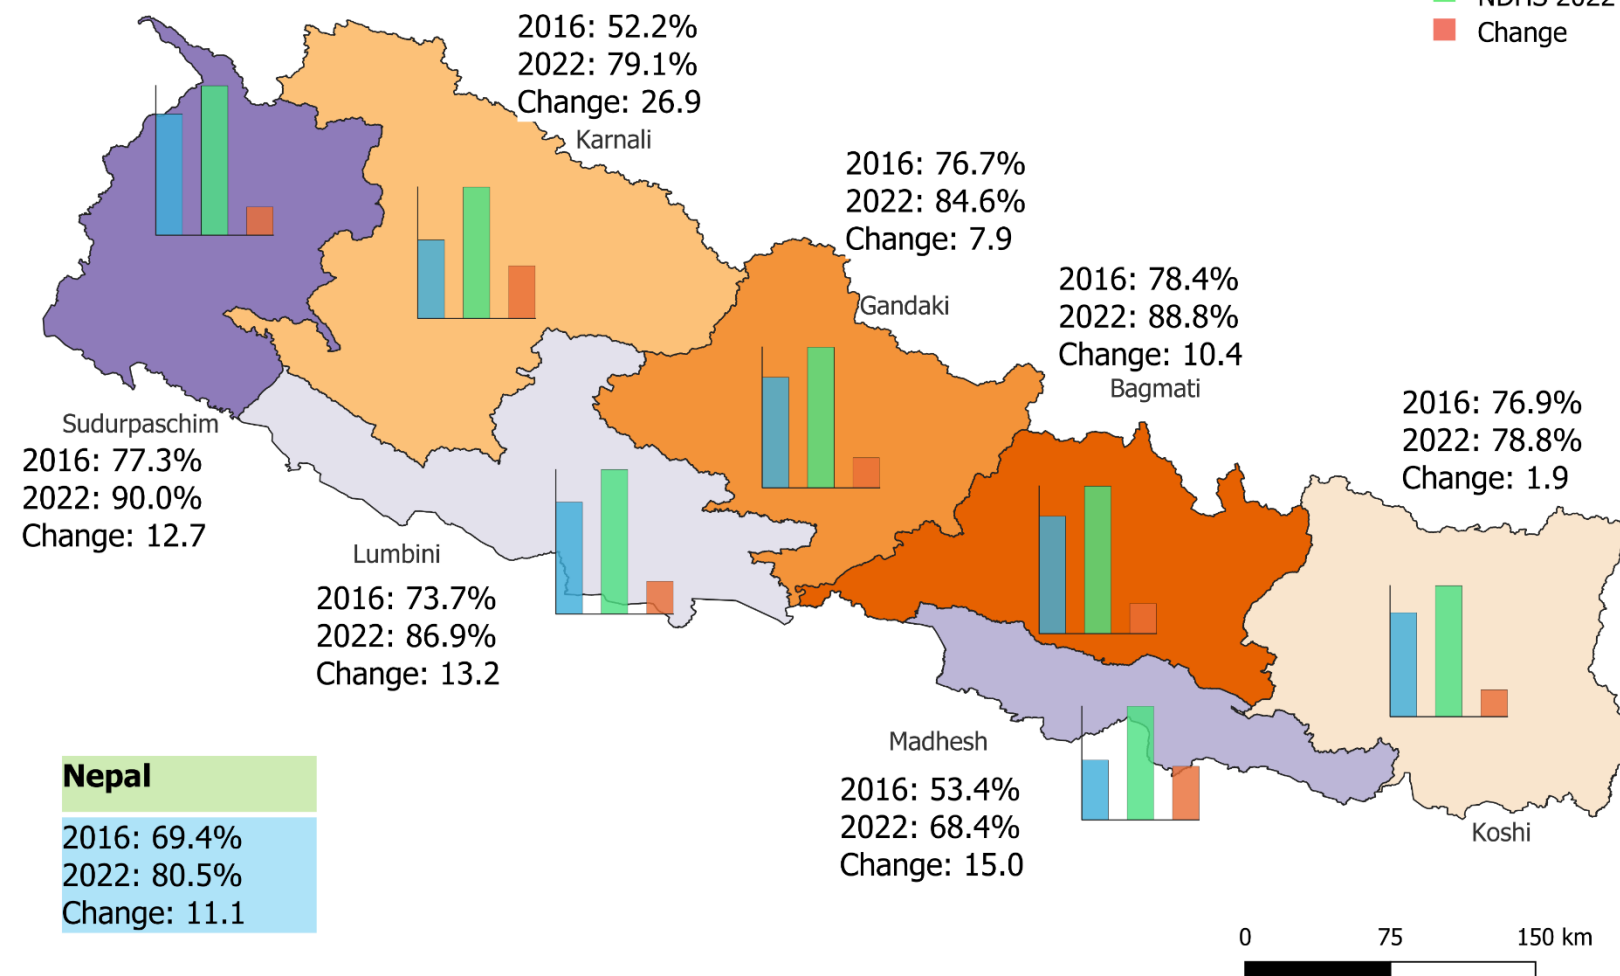 NDHS 2022
Change
2016: 52.2%
2022: 79.1%
Change: 26.9
Karnali
2016: 76.7%
2022: 84.6%
Change: 7.9
Gandaki
2016: 78.4%
2022: 88.8%
Change: 10.4
Bagmati
2016: 76.9%
2022: 78.8%
Change: 1.9
Sudurpaschim
2016: 77.3%
2022: 90.0%
Change: 12.7
Lumbini
2016: 73.7%
2022: 86.9%
Change: 13.2
Madhesh
2016: 53.4%
2022: 68.4%
Change: 15.0
Koshi
Nepal
2016: 69.4%
2022: 80.5%
Change: 11.1
0 75 150 km